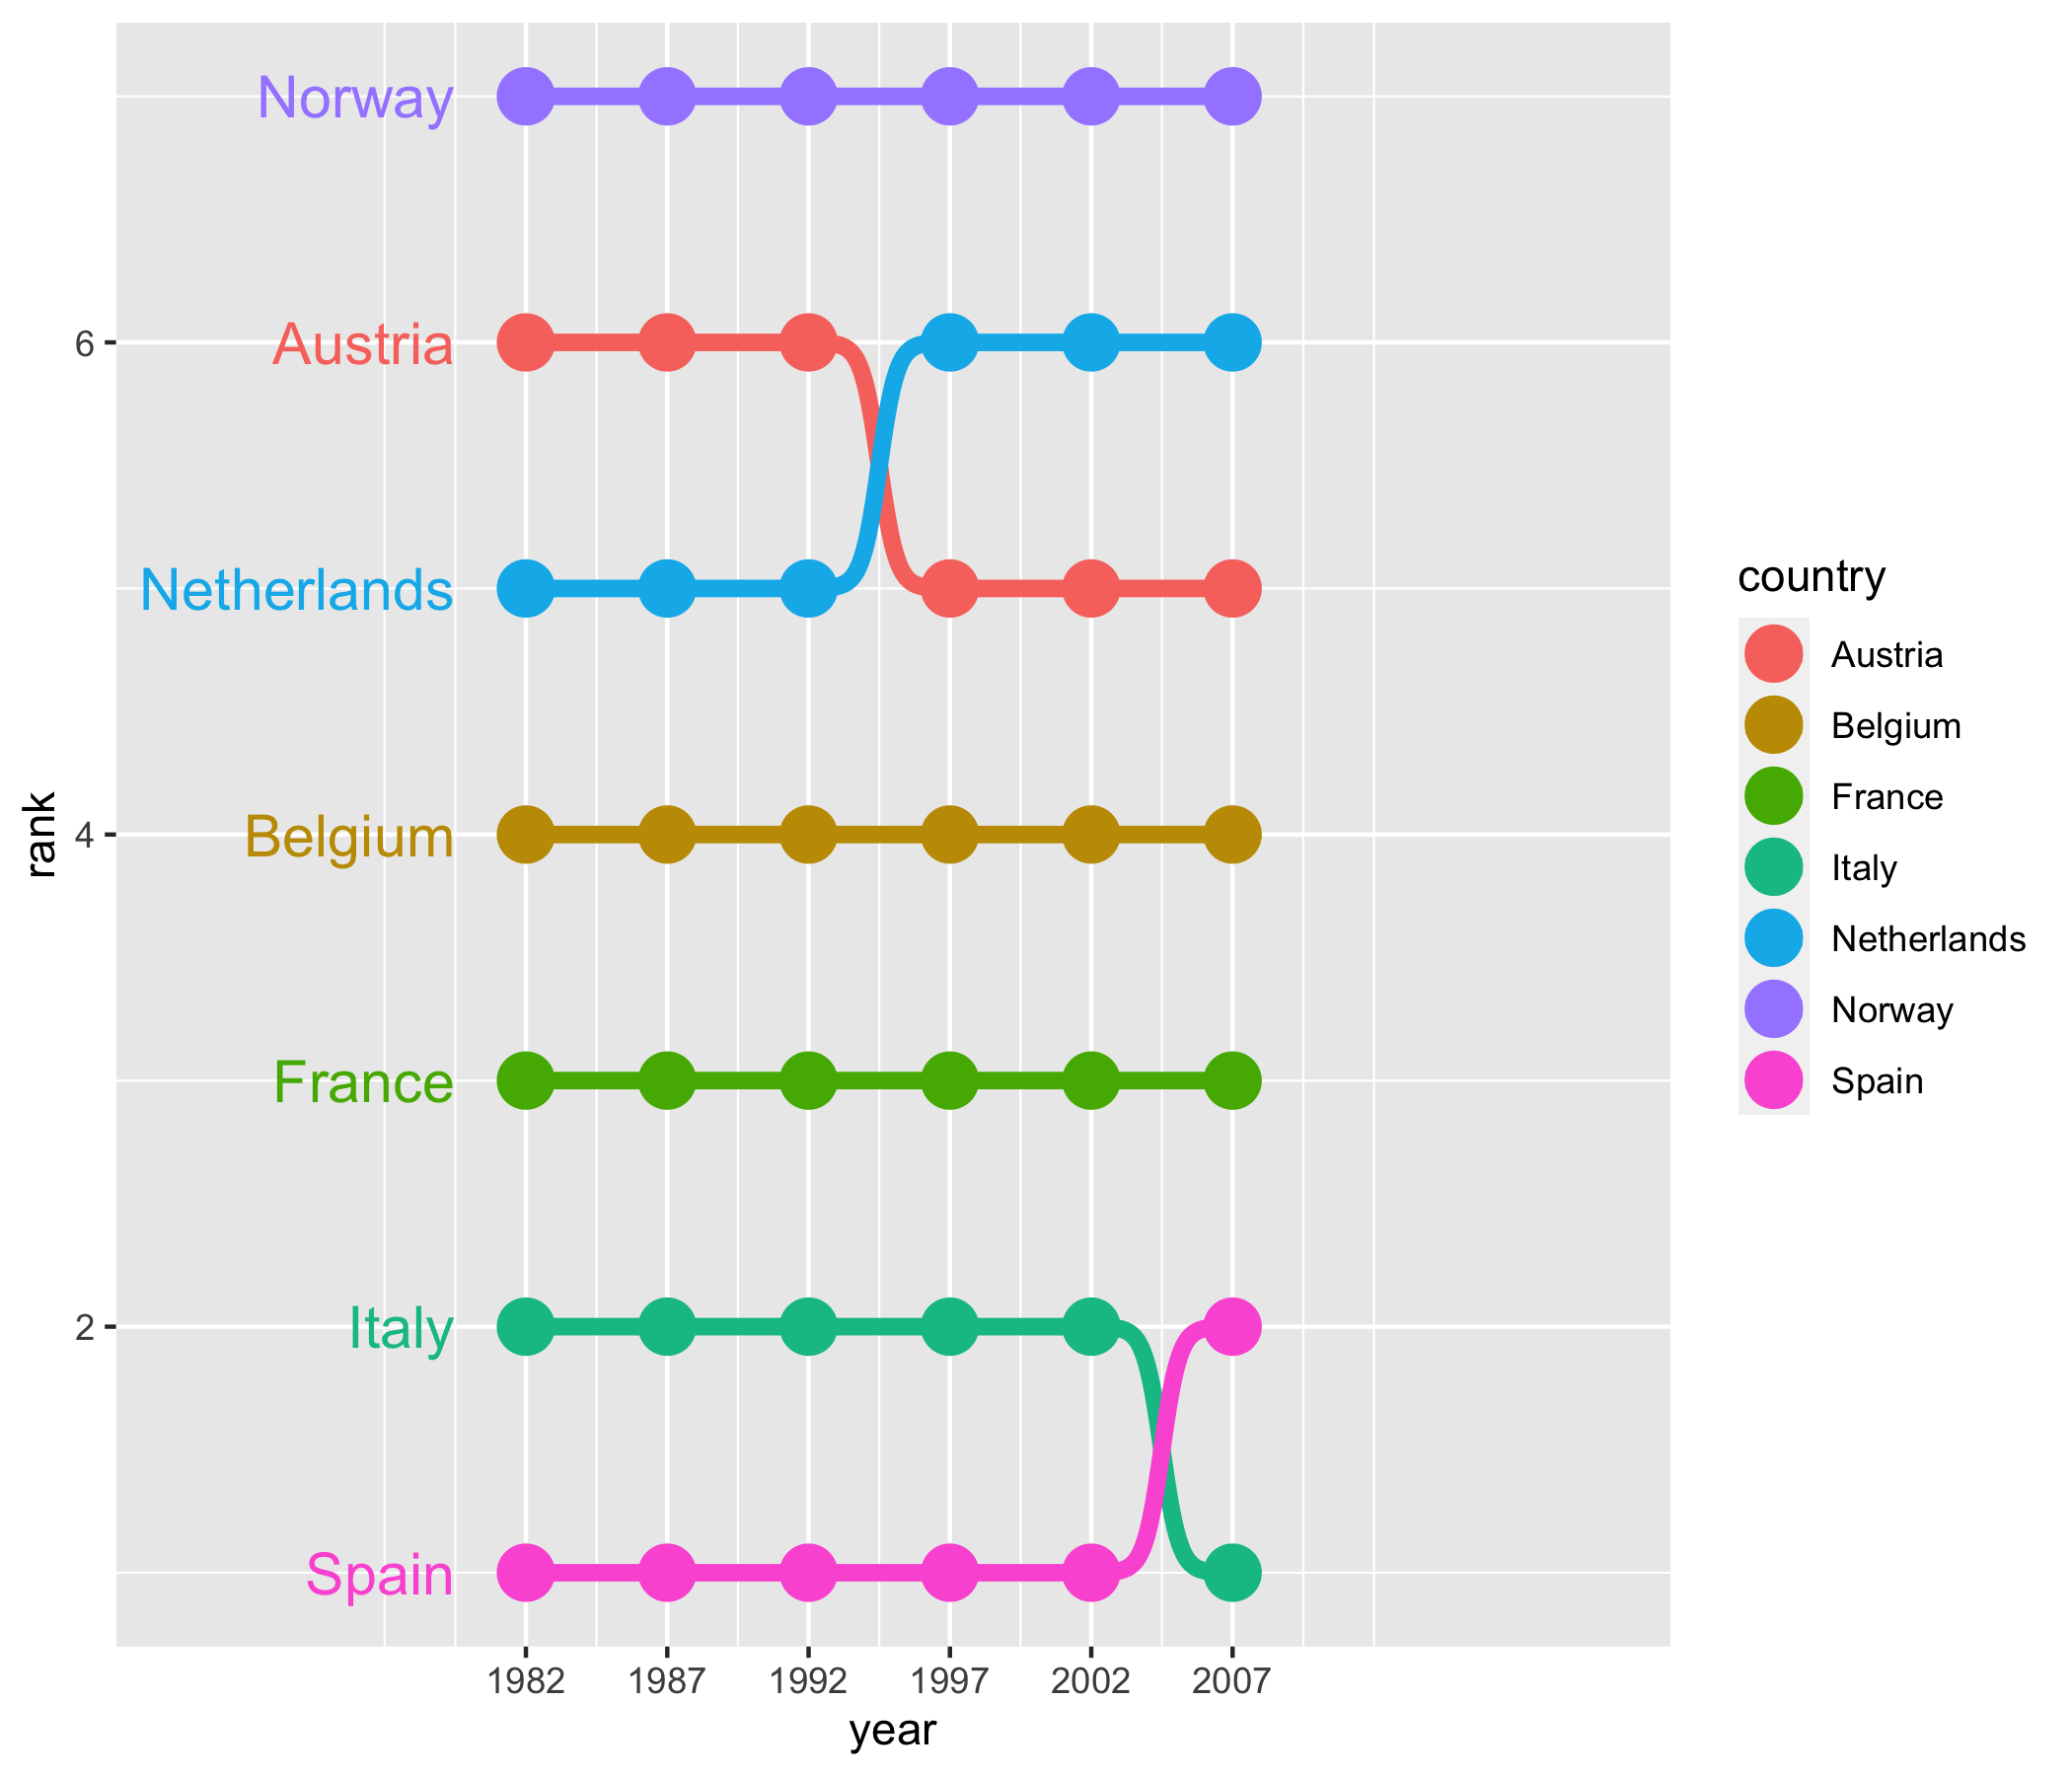 Norway
6
Austria
Netherlands
rank
4
Belgium
France
2
Italy
Spain
1982 1987 1992 1997 2002 2007
year
country
Austria
Belgium
France
Italy
Netherlands
Norway
Spain